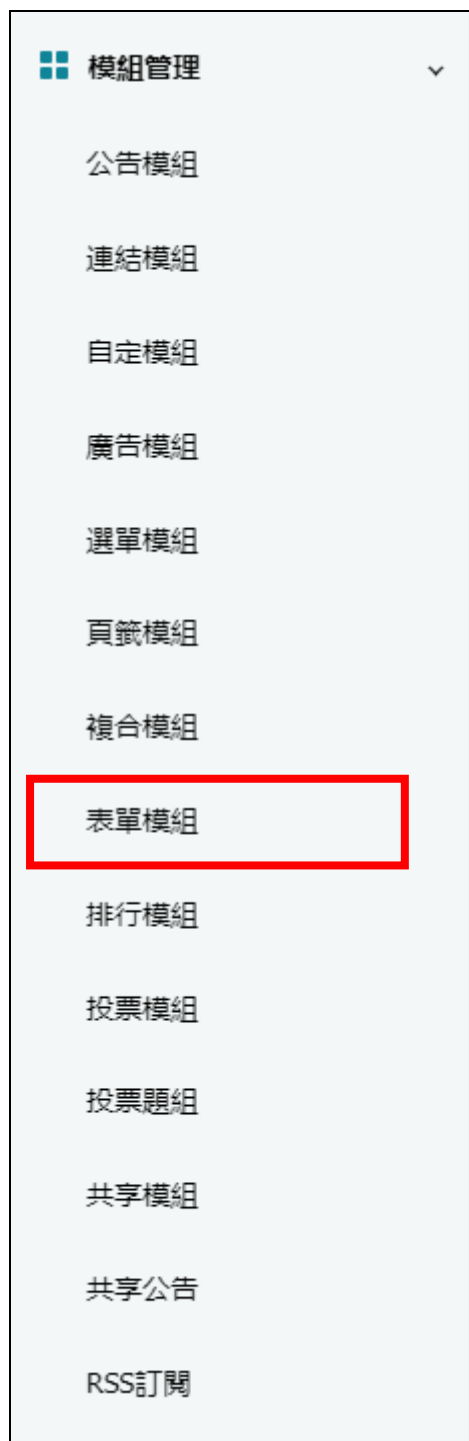 模組管理
公告模組
連結模組
自定模組
廣告模組
選單模組
頁籤模組
複合模組
表單模組
排行模組
投票模組
投票題組
共享模組
共享公告
RSS訂閱